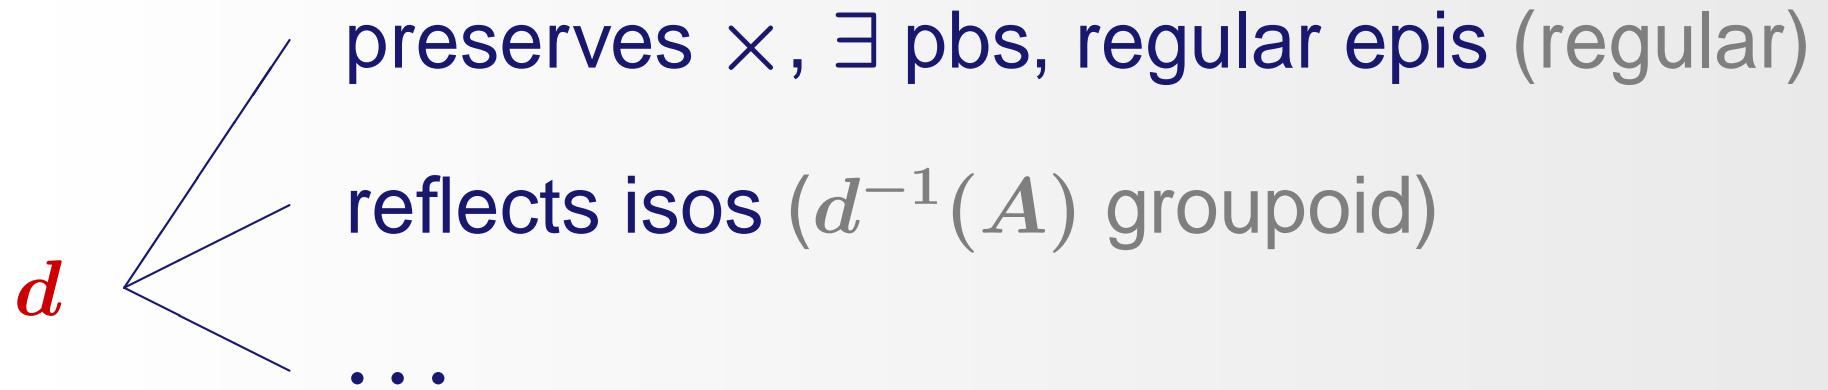 preserves ×, ∃ pbs, regular epis (regular)
reflects isos (d⁻¹(A) groupoid)
d
...